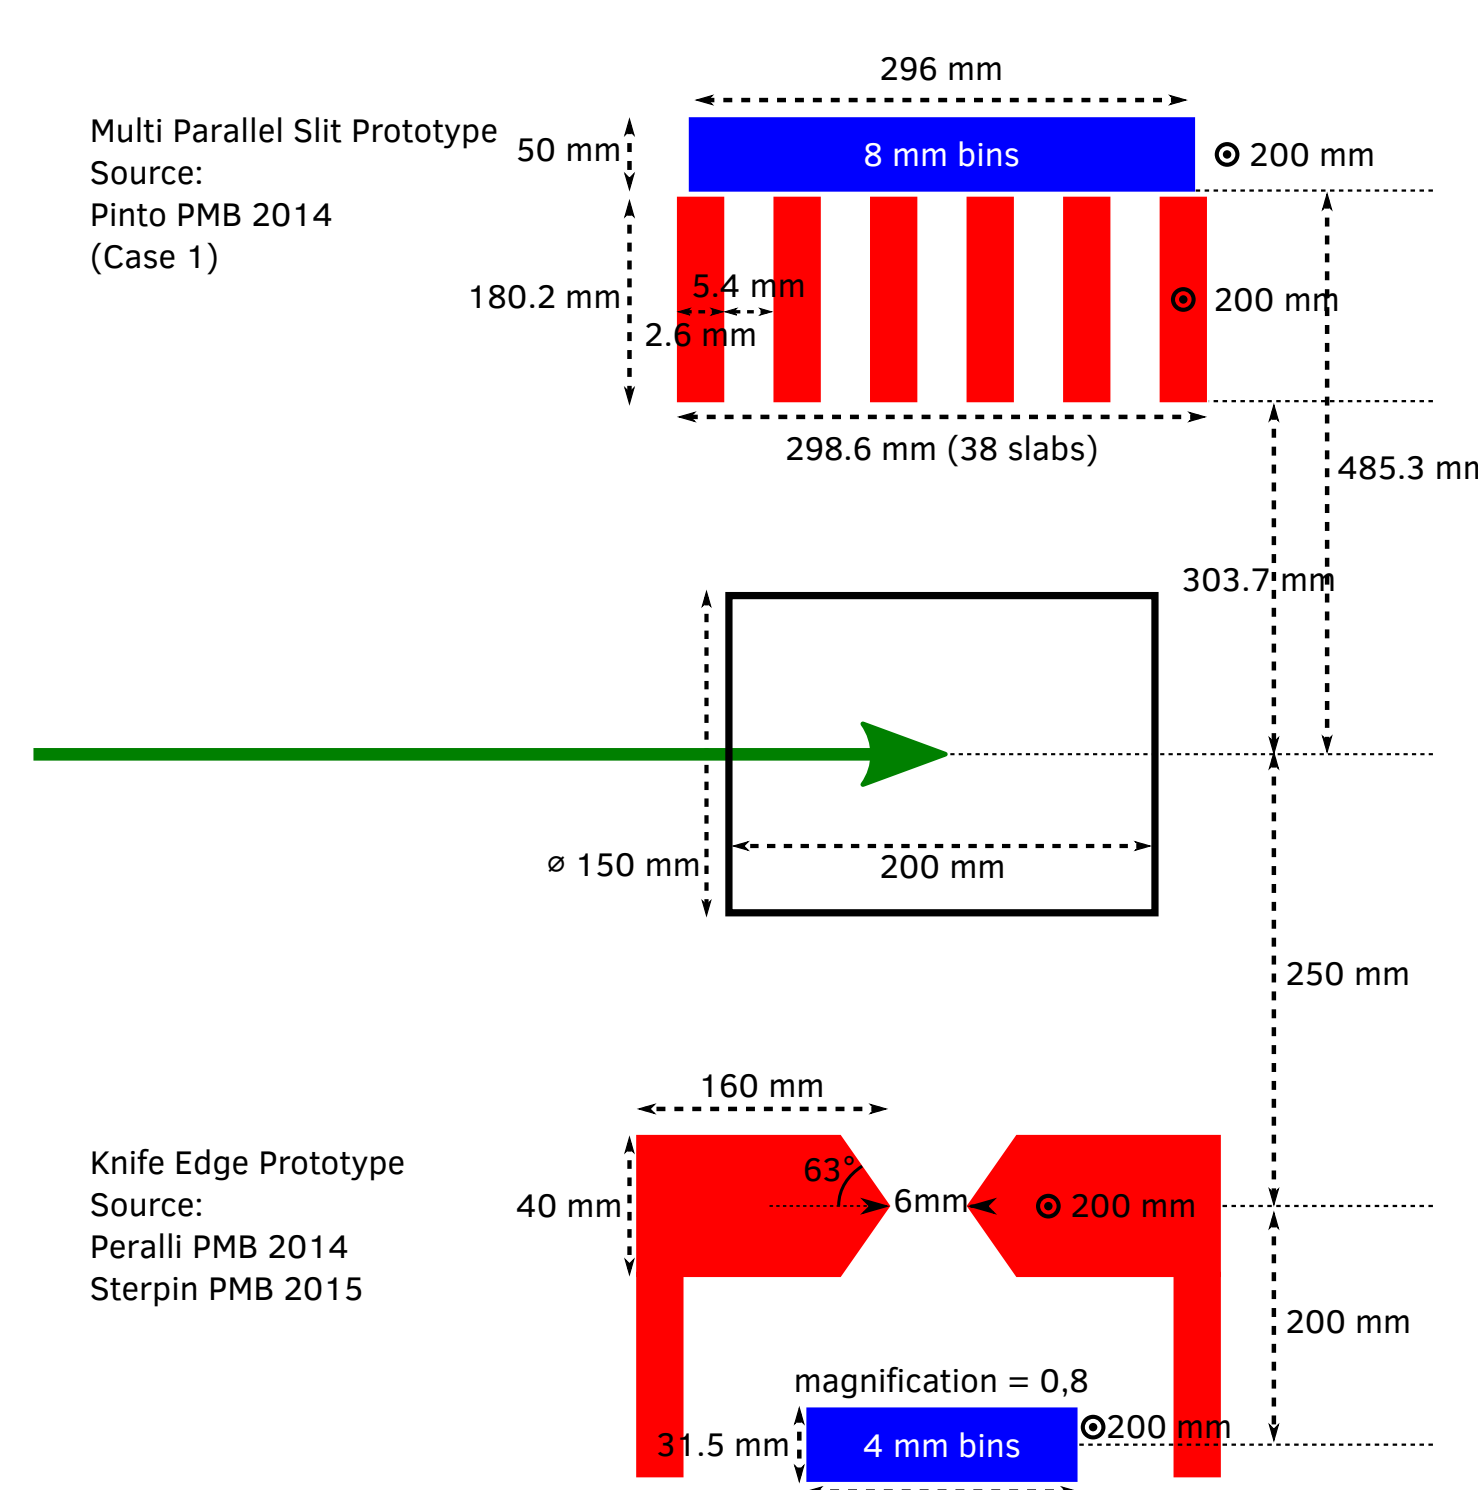 296 mm
Multi Parallel Slit Prototype
Source:
Pinto PMB 2014
(Case 1)
50 mm
8 mm bins
200 mm
180.2 mm
5.4 mm
2.6 mm
200 mm
298.6 mm (38 slabs)
485.3 mm
303.7 mm
⌀ 150 mm
200 mm
250 mm
160 mm
Knife Edge Prototype
Source:
Peralli PMB 2014
Sterpin PMB 2015
40 mm
63°
6mm
200 mm
200 mm
magnification = 0,8
31.5 mm
4 mm bins
200 mm